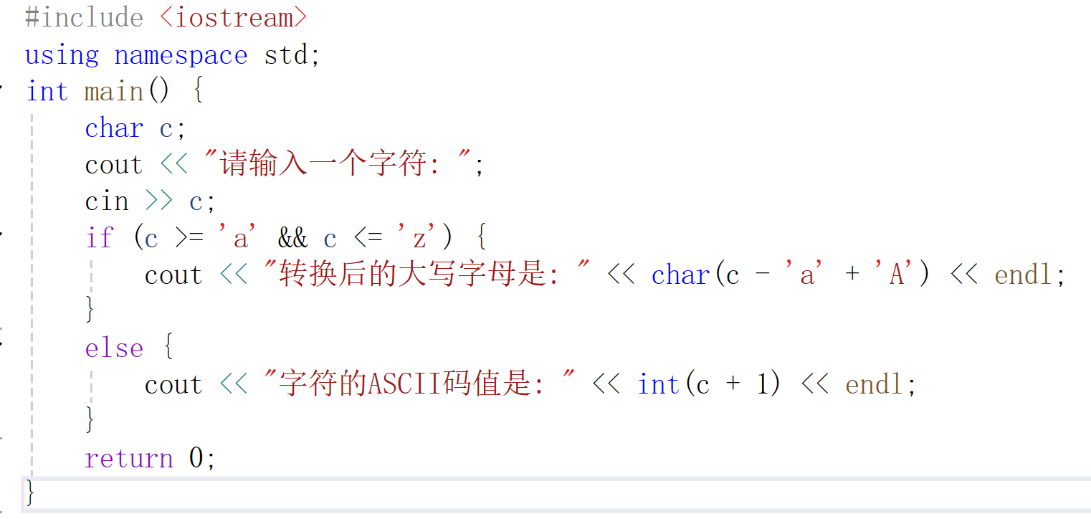 #include <iostream>
using namespace std;
int main() {
char c;
cout << "请输入一个字符: ";
cin >> c;
if (c >= 'a' && c <= 'z') {
cout << "转换后的大写字母是: " << char(c - 'a' + 'A') << endl;
}
else {
cout << "字符的ASCII码值是: " << int(c + 1) << endl;
}
return 0;
}